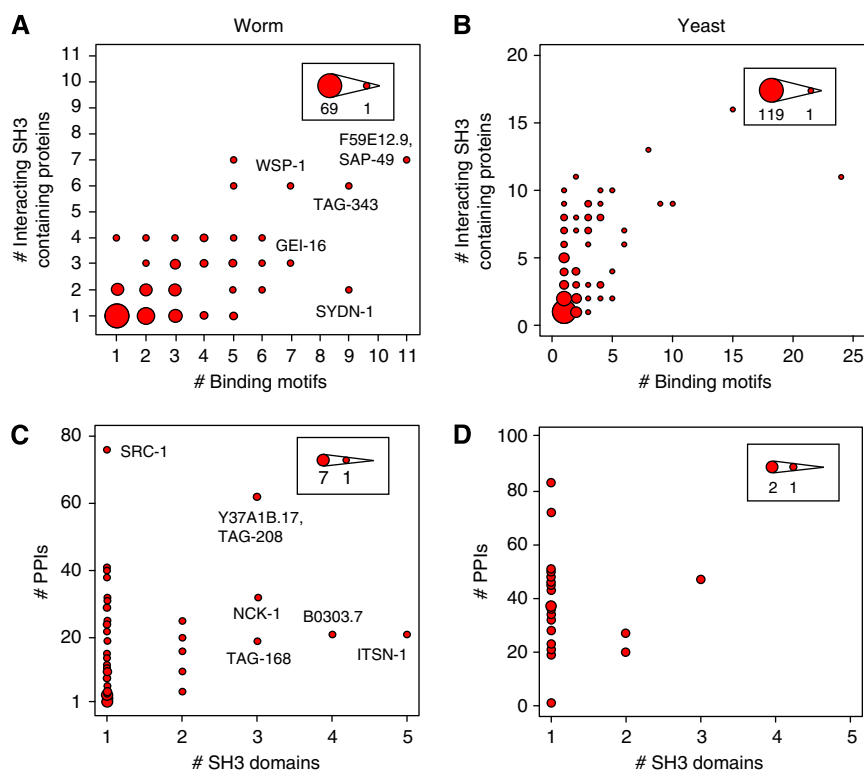 A
Worm
11
10
9
8
7
6
5
4
3
2
1
# Interacting SH3
containing proteins
69 1
F59E12.9,
SAP-49
WSP-1
TAG-343
GEI-16
SYDN-1
1 2 3 4 5 6 7 8 9 10 11
# Binding motifs
B
Yeast
20
15
10
5
0
# Interacting SH3
containing proteins
119 1
0 5 10 15 20 25
# Binding motifs
C
80
60
40
20
1
# PPIs
SRC-1
7 1
Y37A1B.17,
TAG-208
NCK-1
B0303.7
TAG-168
ITSN-1
1 2 3 4 5
# SH3 domains
D
100
80
60
40
20
0
# PPIs
2 1
1 2 3 4 5
# SH3 domains